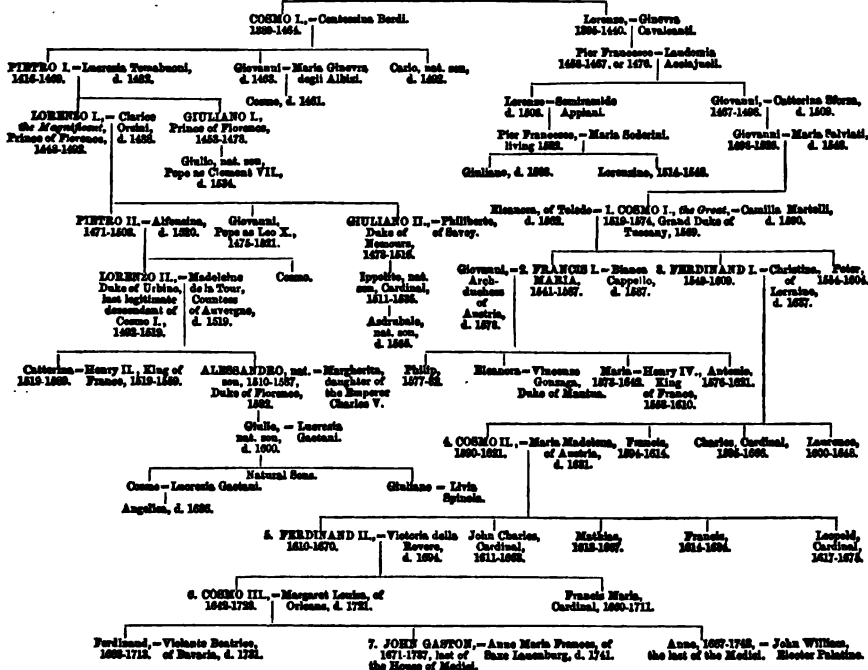 COSMO I., = Contessina Bardi.
1389-1464.
Lorenzo, = Ginevra
1395-1440. Cavalcanti.
Pier Francesco = Laudomia
or 1476. Acciajuoli.
PIETRO I. = Lucrezia Tornabuoni,
1416-1469. d. 1482.
Giovanni = Maria Ginevra
d. 1463. degli Albizi.
Carlo, nat. son,
d. 1492.
Cosmo, d. 1461.
LORENZO I., = Clarice
the Magnificent, Orsini,
Prince of Florence, d. 1488.
GIULIANO I.,
Prince of Florence,
1453-1478.
Giulio, nat. son,
Pope as Clement VII.,
d. 1534.
Lorenzo = Semiramide
d. 1503. Appiani.
Pier Francesco, = Maria Soderini.
living
Giuliano, d.
Lorenzino, 1514-1548.
Giovanni, = Catterina Sforza,
1467-1498. d. 1509.
Giovanni = Maria Salviati,
1498-1526.
PIETRO II. = Alfonsina,
1471-1503. d. 1520.
Giovanni,
Pope as Leo X.,
1475-1521.
GIULIANO II., = Philiberte,
Duke of of Savoy.
Nemours,
Eleanora, of Toledo = 1. COSMO I., the Great, = Camilla Martelli,
d. 1562. 1519-1574, Grand Duke of d. 1590.
Tuscany, 1569.
LORENZO II., = Madeleine
Duke of Urbino, de la Tour,
last legitimate Countess
descendant of of Auvergne,
Cosmo I., d. 1519.
1492-1519.
Cosmo.
Ippolito, nat.
son, Cardinal,
1511-1535.
Asdrubale,
nat. son,
d. 1565.
Giovanni, = 2. FRANCIS I. = Bianca
Arch- MARIA, Cappello,
duchess 1541-1587. d. 1587.
of
Austria,
d. 1578.
3. FERDINAND I. = Christina,
1549-1609. of
Lorraine,
d. 1637.
Peter,
1554-1604.
Catterina = Henry II., King of
1519-1589. France, 1519-1559.
ALESSANDRO, nat. = Margherita,
son, 1510-1537, daughter of
Duke of Florence, the Emperor
1532. Charles V.
Philip,
1577-82.
Eleanora = Vincenzo
Gonzaga,
Duke of Mantua.
Maria = Henry IV.,
1573-1642. King
of France,
1553-1610.
Antonio,
1576-1621.
Giulio, = Lucrezia
nat. son, Gaetani.
d. 1600.
4. COSMO II., = Maria Madelena,
1590-1621. of Austria,
d. 1631.
Francis,
1594-1614.
Charles, Cardinal,
1595-1666.
Laurence,
1600-1648.
Natural Sons.
Cosmo = Lucrezia Gaetani.
Giuliano = Livia
Spinola.
Angelica, d. 1636.
5. FERDINAND II., = Victoria della
1610-1670. Rovere,
d. 1694.
John Charles,
Cardinal,
1611-1663.
Mathias,
1613-1667.
Francis,
1614-1634.
Leopold,
Cardinal,
1617-1675.
6. COSMO III., = Margaret Louisa, of
1642-1723. Orleans, d. 1721.
Francis Maria,
Cardinal, 1660-1711.
Ferdinand, = Violante Beatrice,
1663-1713. of Bavaria, d. 1731.
7. JOHN GASTON, = Anne Maria Frances, of
1671-1737, last of Saxe Lauenburg, d. 1741.
the House of Medici.
Anne, 1667-1743, = John William,
the last of the Medici. Elector Palatine.